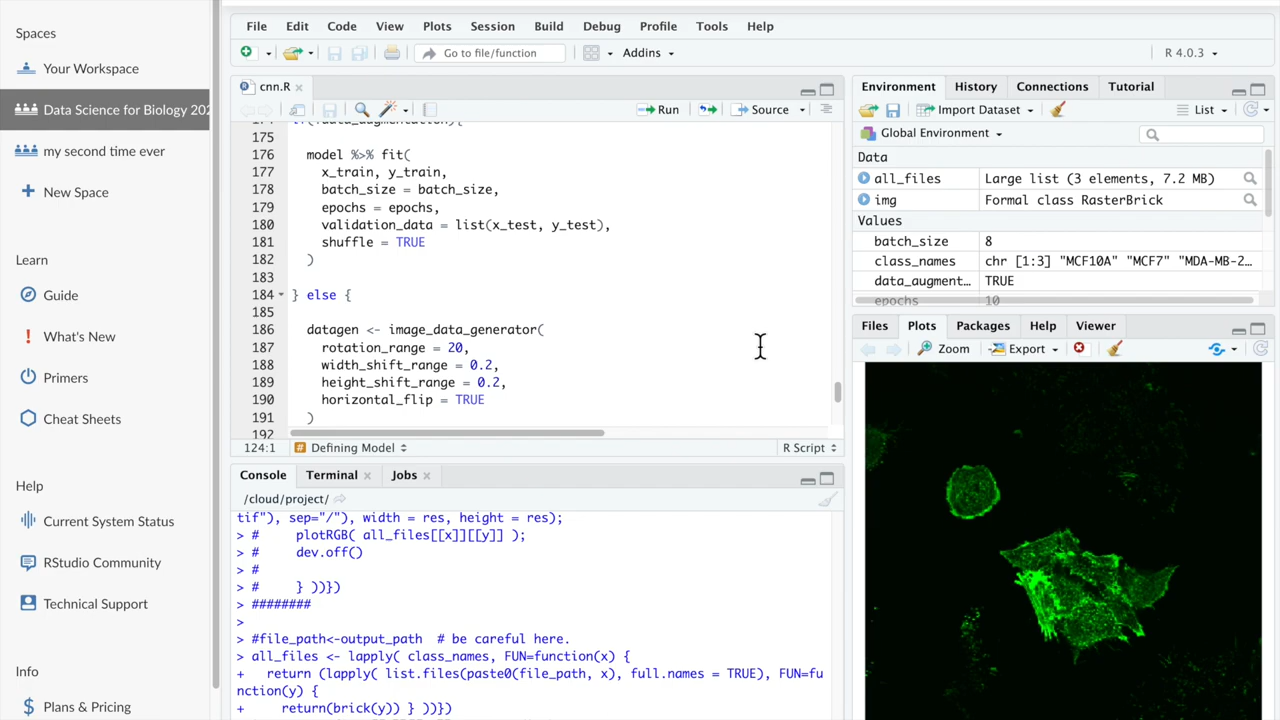 Spaces
Your Workspace
Data Science for Biology 202
my second time ever
New Space
Learn
Guide
What's New
Primers
Cheat Sheets
Help
Current System Status
RStudio Community
Technical Support
Info
Plans & Pricing
File Edit Code View Plots Session Build Debug Profile Tools Help
Go to file/function
Addins
R 4.0.3
cnn.R
Run
Source
175
176 model %>% fit(
177 x_train, y_train,
178 batch_size = batch_size,
179 epochs = epochs,
180 validation_data = list(x_test, y_test),
181 shuffle = TRUE
182 )
183
184 } else {
185
186 datagen <- image_data_generator(
187 rotation_range = 20,
188 width_shift_range = 0.2,
189 height_shift_range = 0.2,
190 horizontal_flip = TRUE
191 )
192
124:1 Defining Model R Script
Console Terminal Jobs
/cloud/project/
tif"), sep="/"), width = res, height = res);
> # plotRGB( all_files[[x]][[y]] );
> # dev.off()
> #
> # } ))})
> ########
>
> #file_path<-output_path # be careful here.
> all_files <- lapply( class_names, FUN=function(x) {
+ return (lapply( list.files(paste0(file_path, x), full.names = TRUE), FUN=fu
nction(y) {
+ return(brick(y)) } ))})
Environment History Connections Tutorial
Import Dataset List
Global Environment
Data
all_files Large list (3 elements, 7.2 MB)
img Formal class RasterBrick
Values
batch_size 8
class_names chr [1:3] "MCF10A" "MCF7" "MDA-MB-2…
data_augment… TRUE
epochs 10
Files Plots Packages Help Viewer
Zoom Export